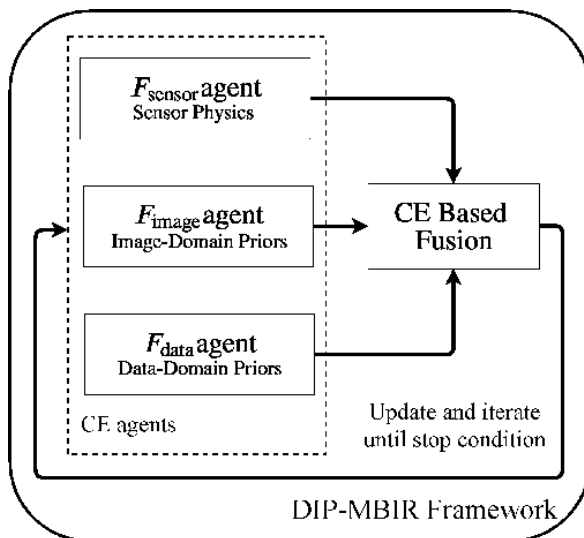 F_sensor agent
Sensor Physics
F_image agent
Image-Domain Priors
F_data agent
Data-Domain Priors
CE agents
CE Based
Fusion
Update and iterate
until stop condition
DIP-MBIR Framework